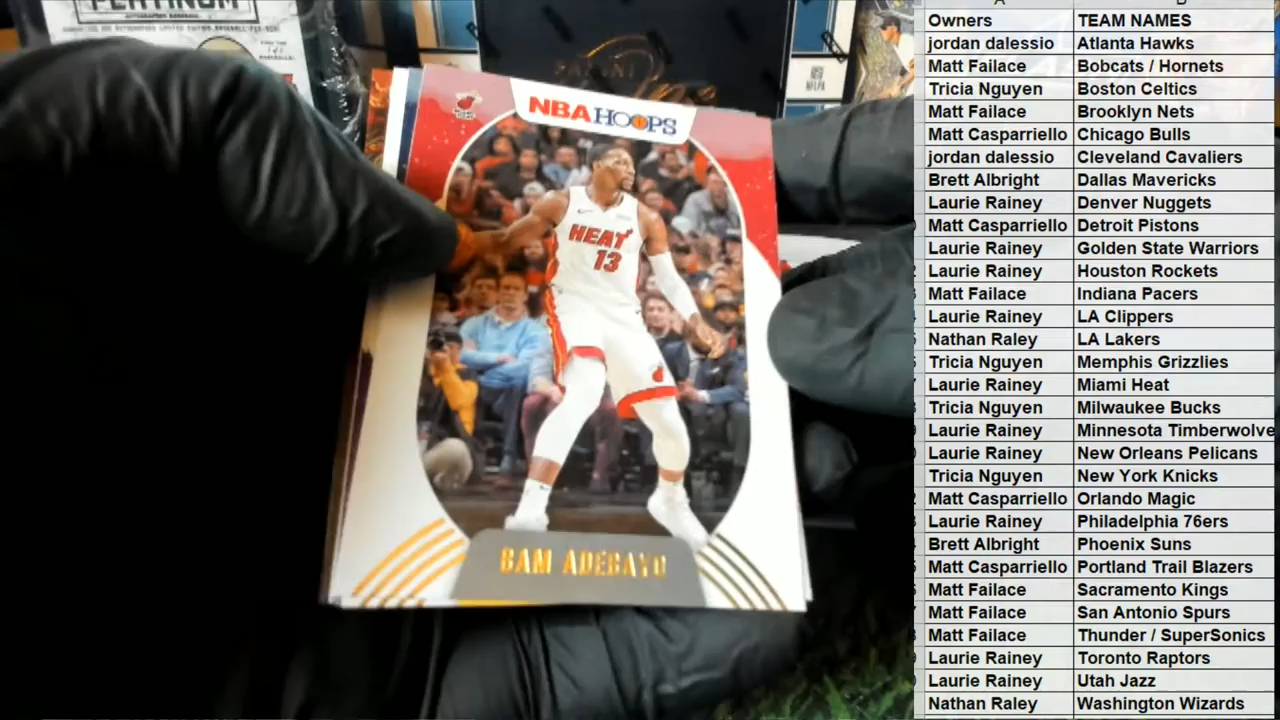 PLATINUM
NFLPA
PANINI
NBA HOOPS
HEAT
13
BAM ADEBAYO
Owners TEAM NAMES
jordan dalessio Atlanta Hawks
Matt Failace Bobcats / Hornets
Tricia Nguyen Boston Celtics
Matt Failace Brooklyn Nets
Matt Casparriello Chicago Bulls
jordan dalessio Cleveland Cavaliers
Brett Albright Dallas Mavericks
Laurie Rainey Denver Nuggets
Matt Casparriello Detroit Pistons
Laurie Rainey Golden State Warriors
Laurie Rainey Houston Rockets
Matt Failace Indiana Pacers
Laurie Rainey LA Clippers
Nathan Raley LA Lakers
Tricia Nguyen Memphis Grizzlies
Laurie Rainey Miami Heat
Tricia Nguyen Milwaukee Bucks
Laurie Rainey Minnesota Timberwolve
Laurie Rainey New Orleans Pelicans
Tricia Nguyen New York Knicks
Matt Casparriello Orlando Magic
Laurie Rainey Philadelphia 76ers
Brett Albright Phoenix Suns
Matt Casparriello Portland Trail Blazers
Matt Failace Sacramento Kings
Matt Failace San Antonio Spurs
Matt Failace Thunder / SuperSonics
Laurie Rainey Toronto Raptors
Laurie Rainey Utah Jazz
Nathan Raley Washington Wizards